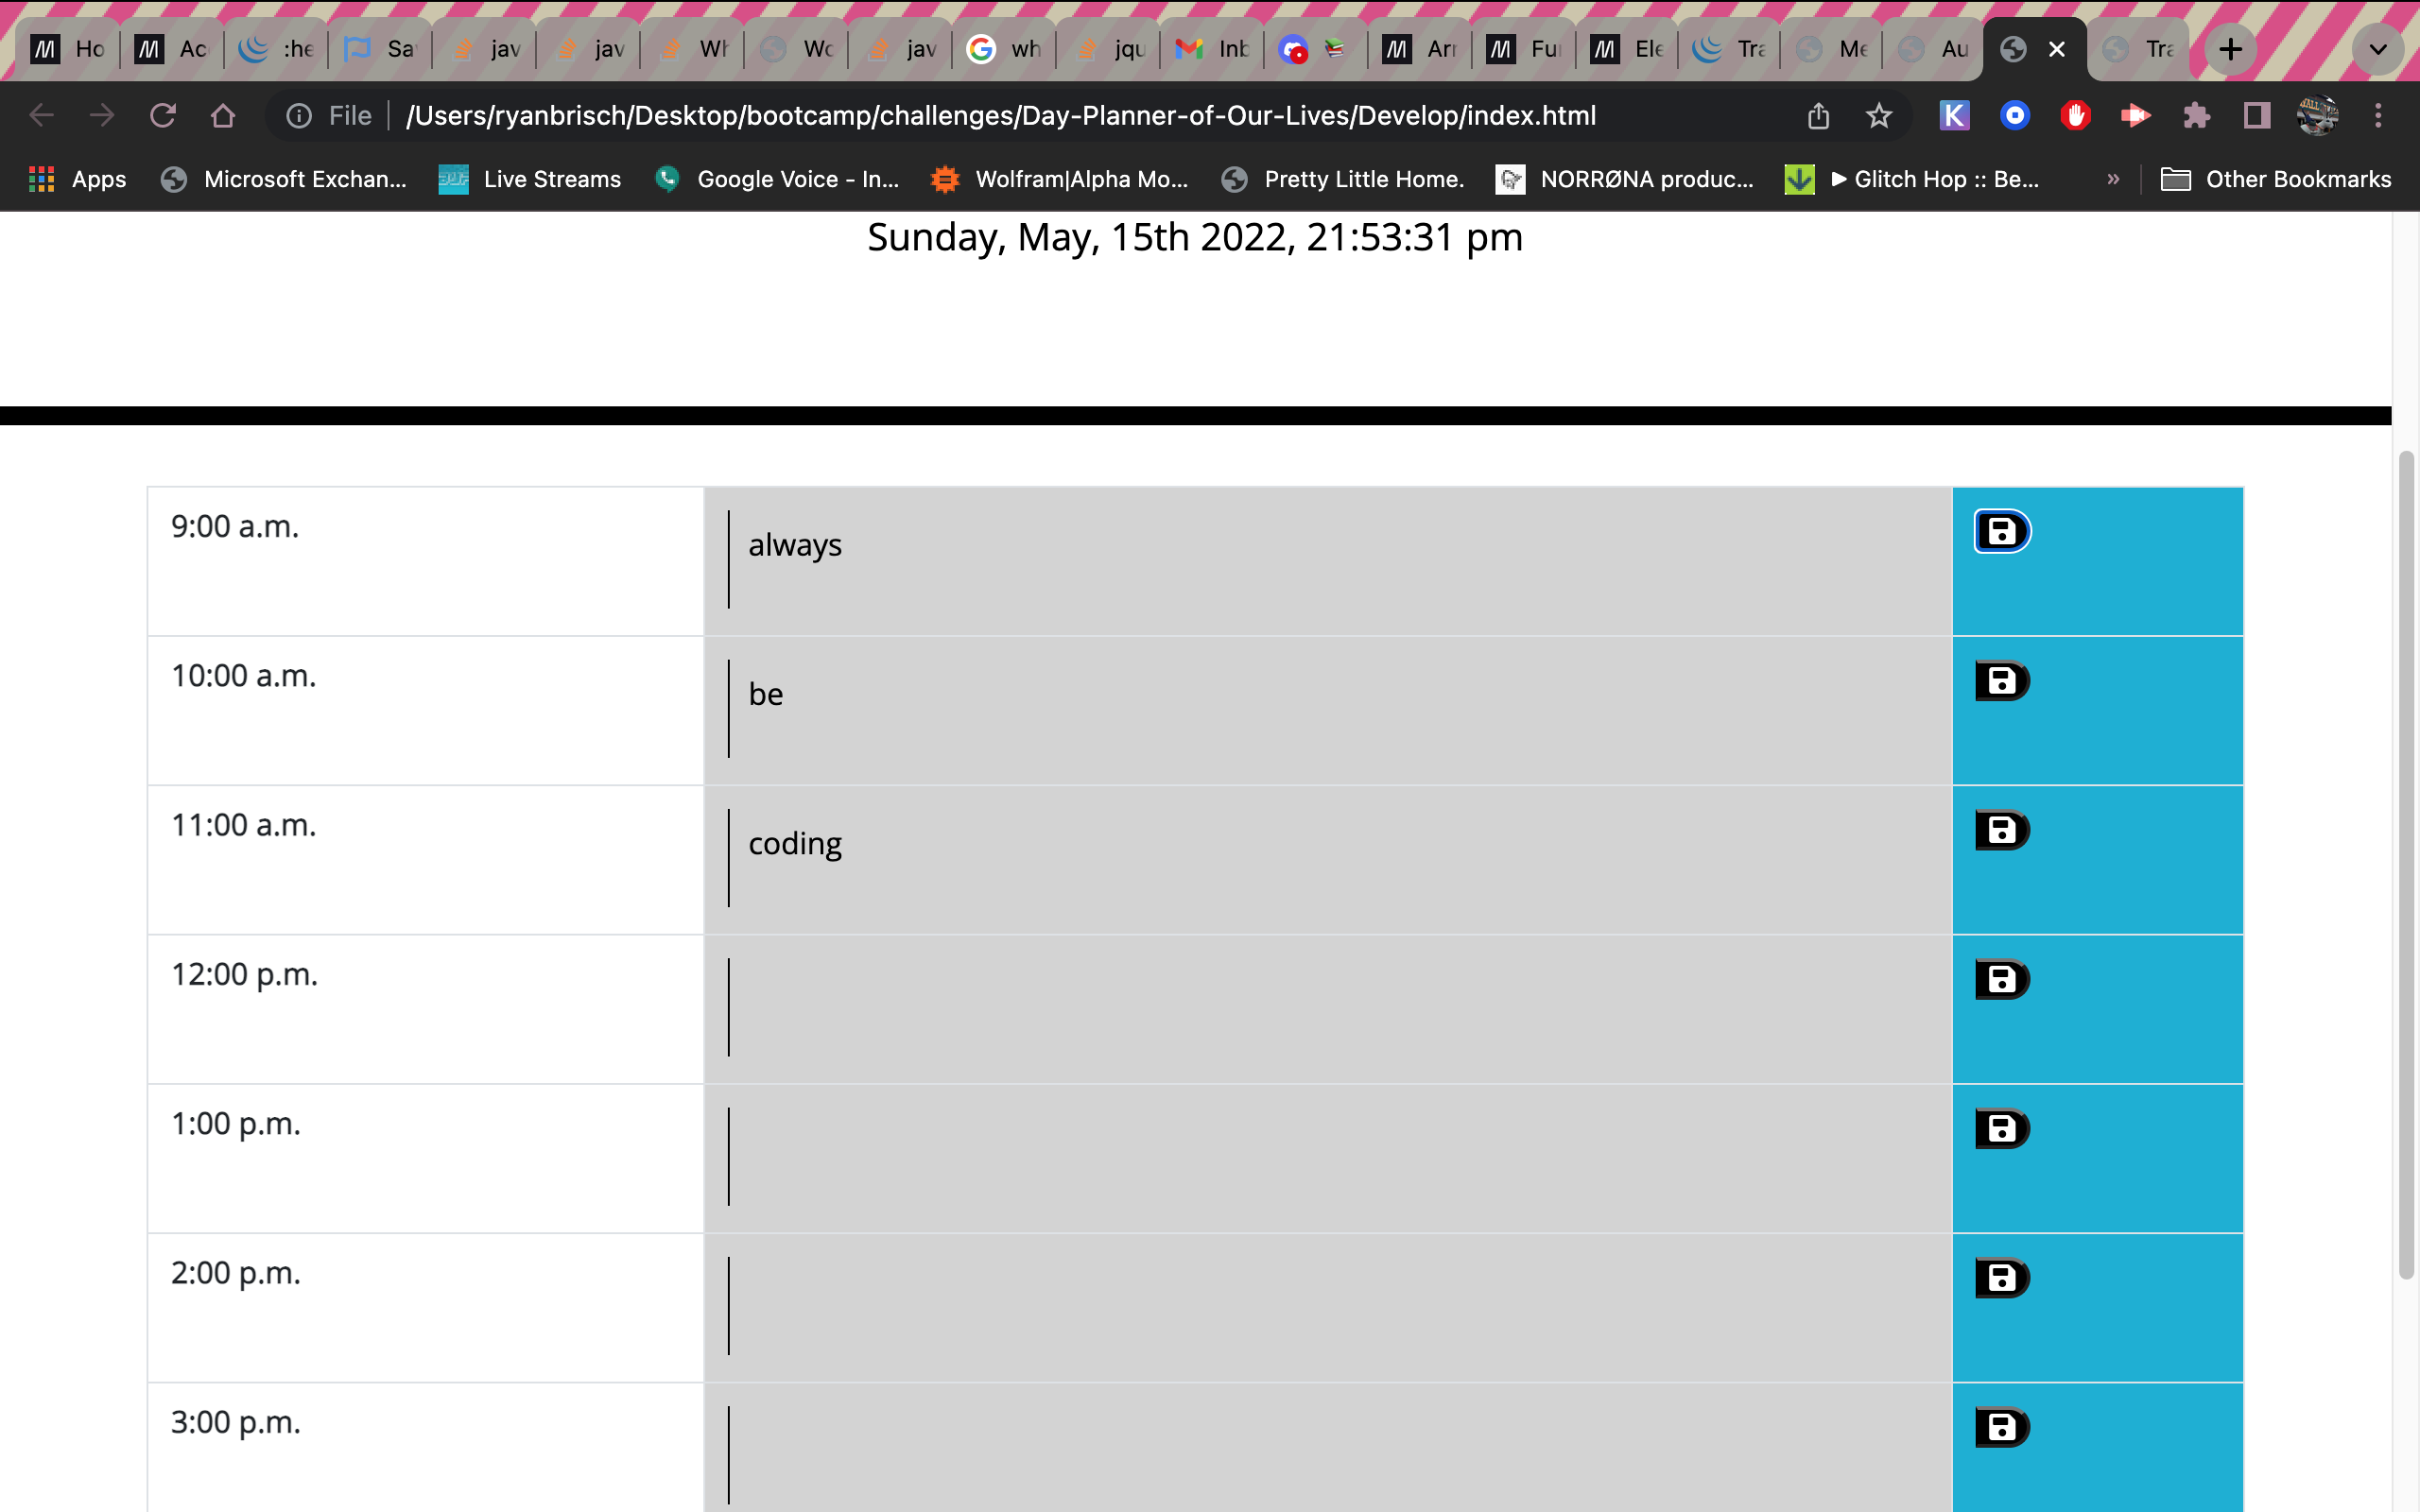 Ho Ac :he Sa jav jav Wh Wo jav wh jqu Inb Arr Fu Ele Tra Me Au Tra
File /Users/ryanbrisch/Desktop/bootcamp/challenges/Day-Planner-of-Our-Lives/Develop/index.html
Apps Microsoft Exchan... Live Streams Google Voice - In... Wolfram|Alpha Mo... Pretty Little Home. NORRØNA produc... ► Glitch Hop :: Be... » Other Bookmarks
Sunday, May, 15th 2022, 21:53:31 pm
9:00 a.m. always
10:00 a.m. be
11:00 a.m. coding
12:00 p.m.
1:00 p.m.
2:00 p.m.
3:00 p.m.